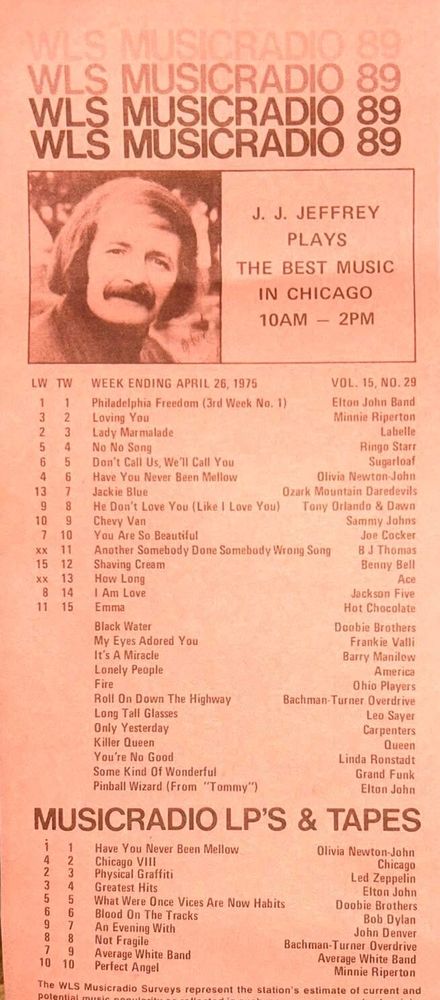 WLS MUSICRADIO 89
WLS MUSICRADIO 89
WLS MUSICRADIO 89
WLS MUSICRADIO 89
J. J. JEFFREY
PLAYS
THE BEST MUSIC
IN CHICAGO
10AM — 2PM
LW TW WEEK ENDING APRIL 26, 1975 VOL. 15, NO. 29
1 1 Philadelphia Freedom (3rd Week No. 1) Elton John Band
3 2 Loving You Minnie Riperton
2 3 Lady Marmalade Labelle
5 4 No No Song Ringo Starr
6 5 Don't Call Us, We'll Call You Sugarloaf
4 6 Have You Never Been Mellow Olivia Newton-John
13 7 Jackie Blue Ozark Mountain Daredevils
9 8 He Don't Love You (Like I Love You) Tony Orlando & Dawn
10 9 Chevy Van Sammy Johns
7 10 You Are So Beautiful Joe Cocker
xx 11 Another Somebody Done Somebody Wrong Song B J Thomas
15 12 Shaving Cream Benny Bell
xx 13 How Long Ace
8 14 I Am Love Jackson Five
11 15 Emma Hot Chocolate
Black Water Doobie Brothers
My Eyes Adored You Frankie Valli
It's A Miracle Barry Manilow
Lonely People America
Fire Ohio Players
Roll On Down The Highway Bachman-Turner Overdrive
Long Tall Glasses Leo Sayer
Only Yesterday Carpenters
Killer Queen Queen
You're No Good Linda Ronstadt
Some Kind Of Wonderful Grand Funk
Pinball Wizard (From "Tommy") Elton John
MUSICRADIO LP'S & TAPES
1 1 Have You Never Been Mellow Olivia Newton-John
4 2 Chicago VIII Chicago
2 3 Physical Graffiti Led Zeppelin
3 4 Greatest Hits Elton John
5 5 What Were Once Vices Are Now Habits Doobie Brothers
6 6 Blood On The Tracks Bob Dylan
9 7 An Evening With John Denver
8 8 Not Fragile Bachman-Turner Overdrive
7 9 Average White Band Average White Band
10 10 Perfect Angel Minnie Riperton
The WLS Musicradio Surveys represent the station's estimate of current and